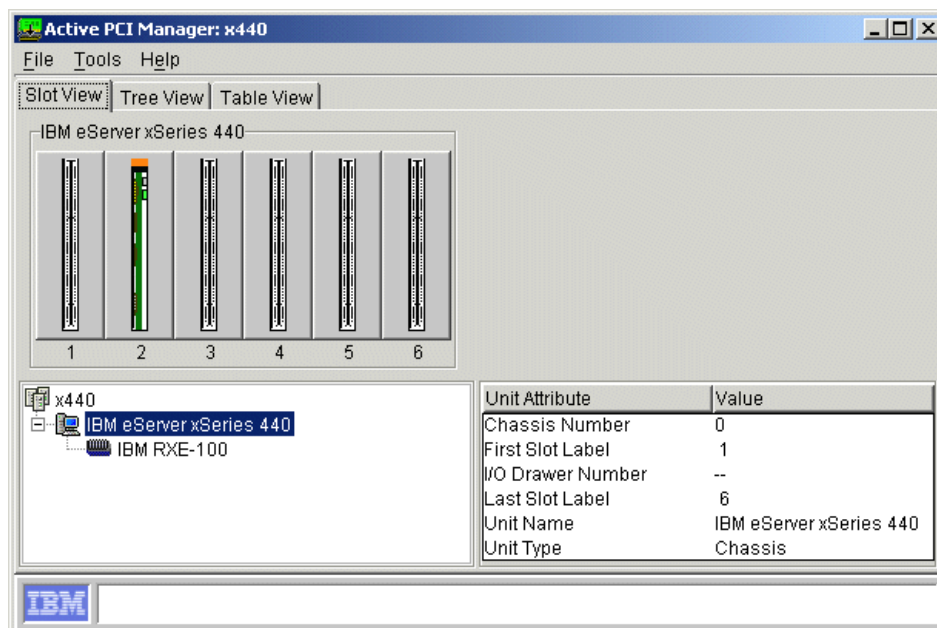 Active PCI Manager: x440
File Tools Help
Slot View Tree View Table View
IBM eServer xSeries 440
1 2 3 4 5 6
x440
IBM eServer xSeries 440
IBM RXE-100
Unit Attribute Value
Chassis Number 0
First Slot Label 1
I/O Drawer Number --
Last Slot Label 6
Unit Name IBM eServer xSeries 440
Unit Type Chassis
IBM